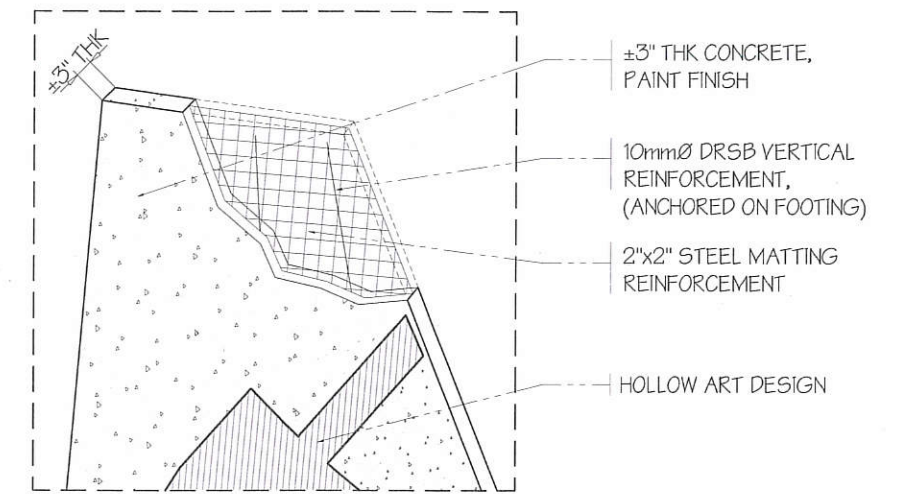 ±3" THK
±3" THK CONCRETE,
PAINT FINISH
10mmØ DRSB VERTICAL
REINFORCEMENT,
(ANCHORED ON FOOTING)
2"x2" STEEL MATTING
REINFORCEMENT
HOLLOW ART DESIGN